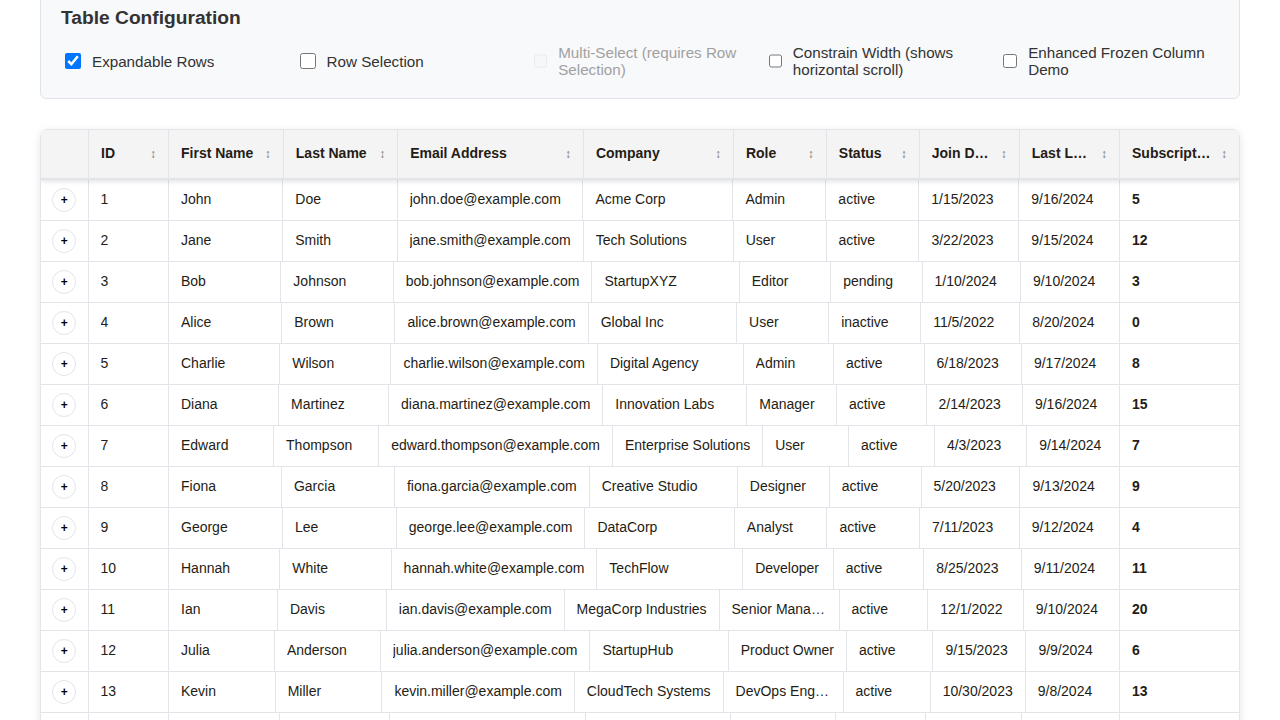 Table Configuration
Expandable Rows
Row Selection
Multi-Select (requires Row Selection)
Constrain Width (shows horizontal scroll)
Enhanced Frozen Column Demo
ID ↕ First Name ↕ Last Name ↕ Email Address ↕ Company ↕ Role ↕ Status ↕ Join D… ↕ Last L… ↕ Subscript… ↕
+ 1 John Doe john.doe@example.com Acme Corp Admin active 1/15/2023 9/16/2024 5
+ 2 Jane Smith jane.smith@example.com Tech Solutions User active 3/22/2023 9/15/2024 12
+ 3 Bob Johnson bob.johnson@example.com StartupXYZ Editor pending 1/10/2024 9/10/2024 3
+ 4 Alice Brown alice.brown@example.com Global Inc User inactive 11/5/2022 8/20/2024 0
+ 5 Charlie Wilson charlie.wilson@example.com Digital Agency Admin active 6/18/2023 9/17/2024 8
+ 6 Diana Martinez diana.martinez@example.com Innovation Labs Manager active 2/14/2023 9/16/2024 15
+ 7 Edward Thompson edward.thompson@example.com Enterprise Solutions User active 4/3/2023 9/14/2024 7
+ 8 Fiona Garcia fiona.garcia@example.com Creative Studio Designer active 5/20/2023 9/13/2024 9
+ 9 George Lee george.lee@example.com DataCorp Analyst active 7/11/2023 9/12/2024 4
+ 10 Hannah White hannah.white@example.com TechFlow Developer active 8/25/2023 9/11/2024 11
+ 11 Ian Davis ian.davis@example.com MegaCorp Industries Senior Mana… active 12/1/2022 9/10/2024 20
+ 12 Julia Anderson julia.anderson@example.com StartupHub Product Owner active 9/15/2023 9/9/2024 6
+ 13 Kevin Miller kevin.miller@example.com CloudTech Systems DevOps Eng… active 10/30/2023 9/8/2024 13